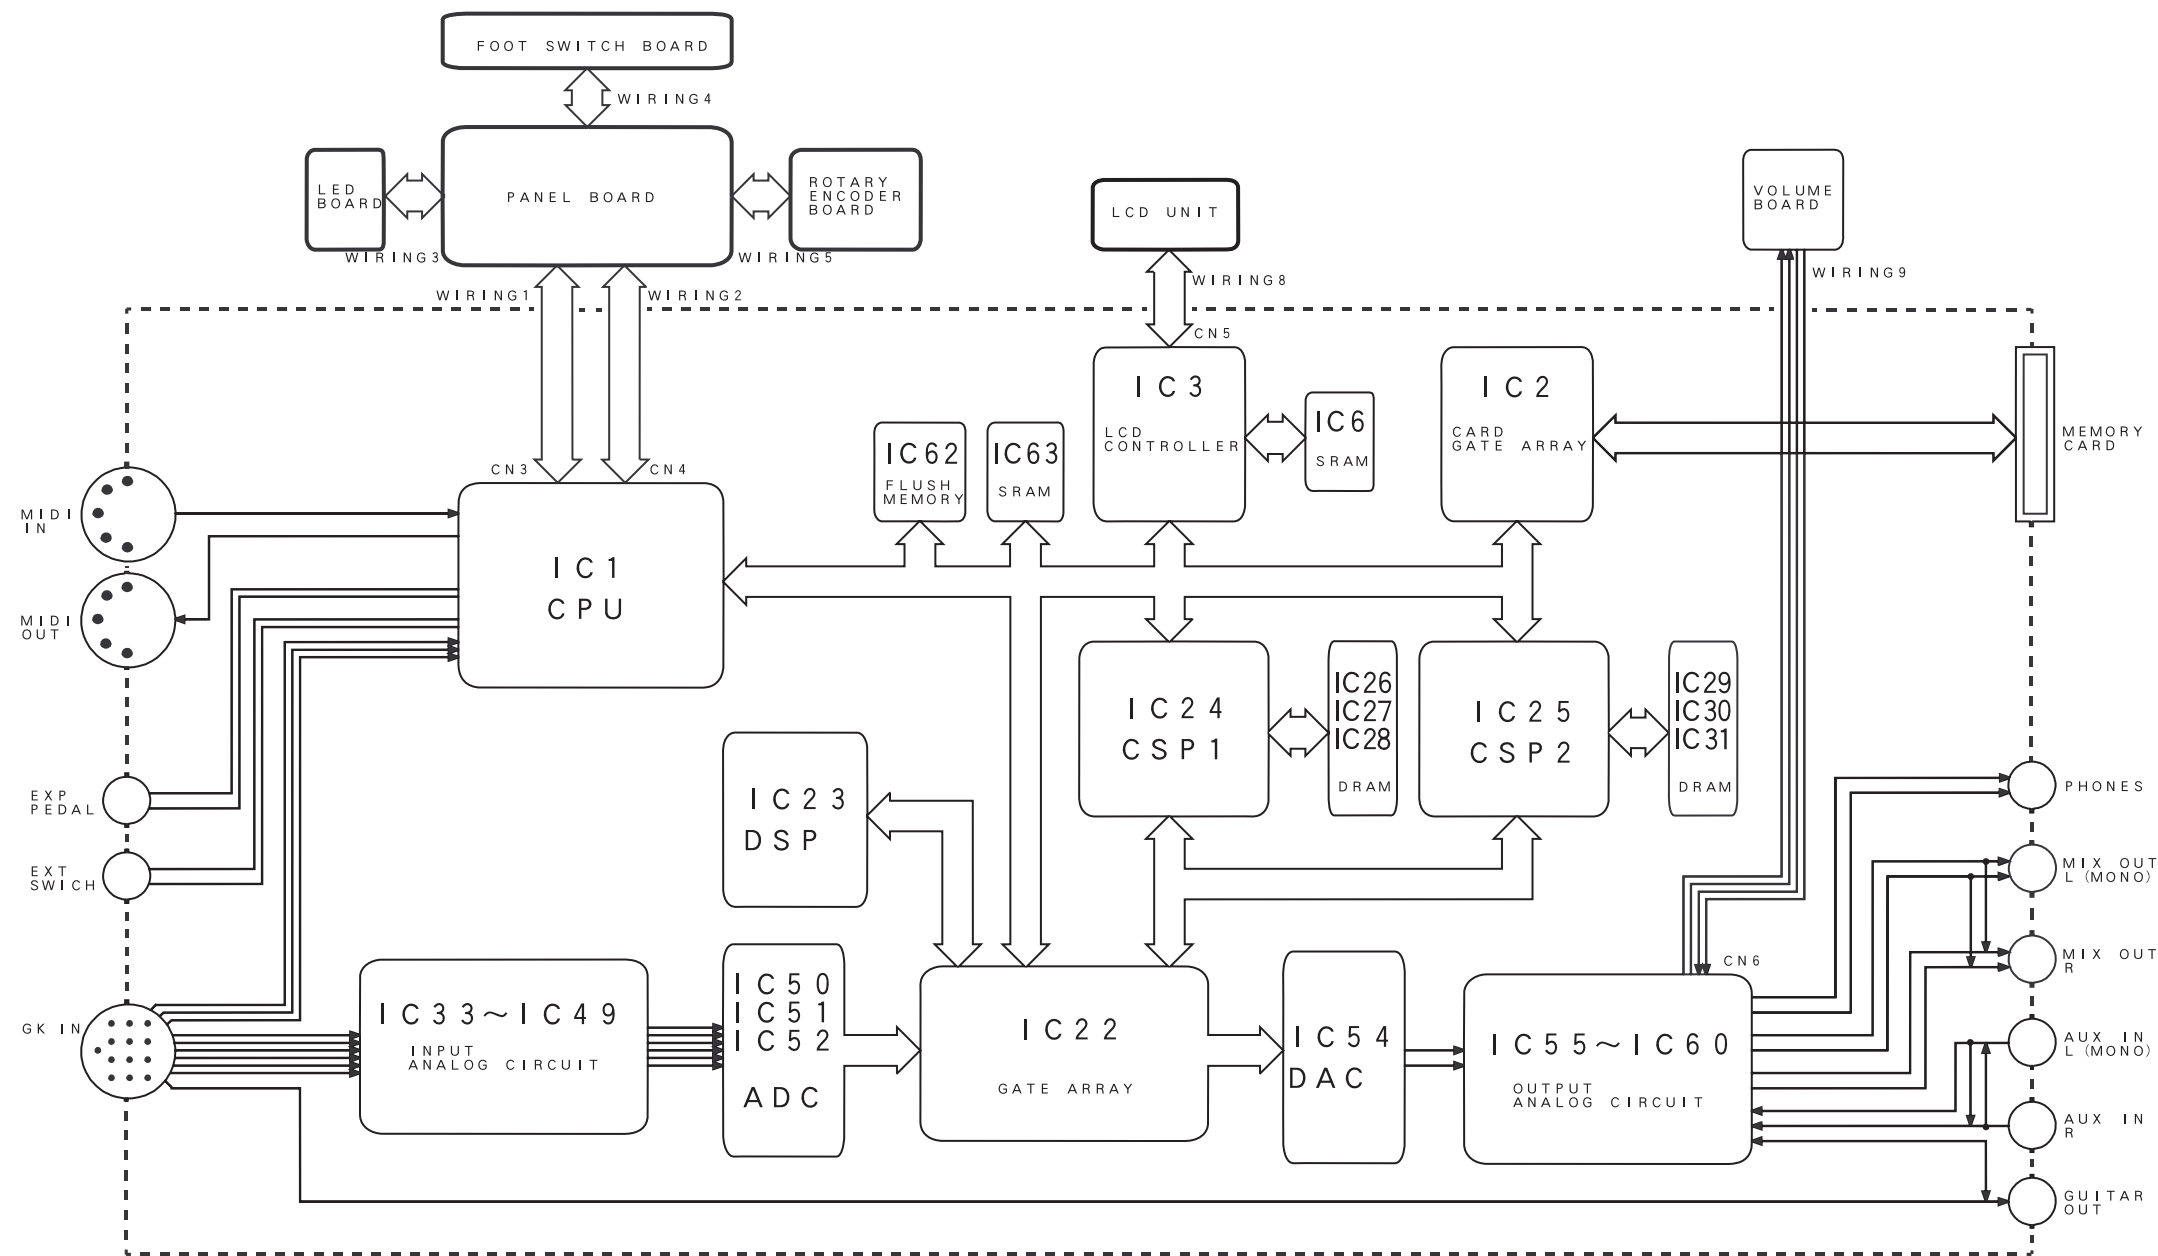 FOOT SWITCH BOARD
WIRING4
LED
BOARD
PANEL BOARD
ROTARY
ENCODER
BOARD
WIRING3
WIRING5
LCD UNIT
VOLUME
BOARD
WIRING1
WIRING2
WIRING8
WIRING9
CN5
IC3
LCD
CONTROLLER
IC6
SRAM
IC2
CARD
GATE ARRAY
MEMORY
CARD
CN3
CN4
IC62
FLUSH
MEMORY
IC63
SRAM
MIDI
IN
MIDI
OUT
IC1
CPU
IC24
CSP1
IC26
IC27
IC28
DRAM
IC25
CSP2
IC29
IC30
IC31
DRAM
EXP
PEDAL
EXT
SWICH
IC23
DSP
PHONES
MIX OUT
L (MONO)
MIX OUT
R
CN6
GK IN
IC33～IC49
INPUT
ANALOG CIRCUIT
IC50
IC51
IC52
ADC
IC22
GATE ARRAY
IC54
DAC
IC55～IC60
OUTPUT
ANALOG CIRCUIT
AUX IN
L (MONO)
AUX IN
R
GUITAR
OUT